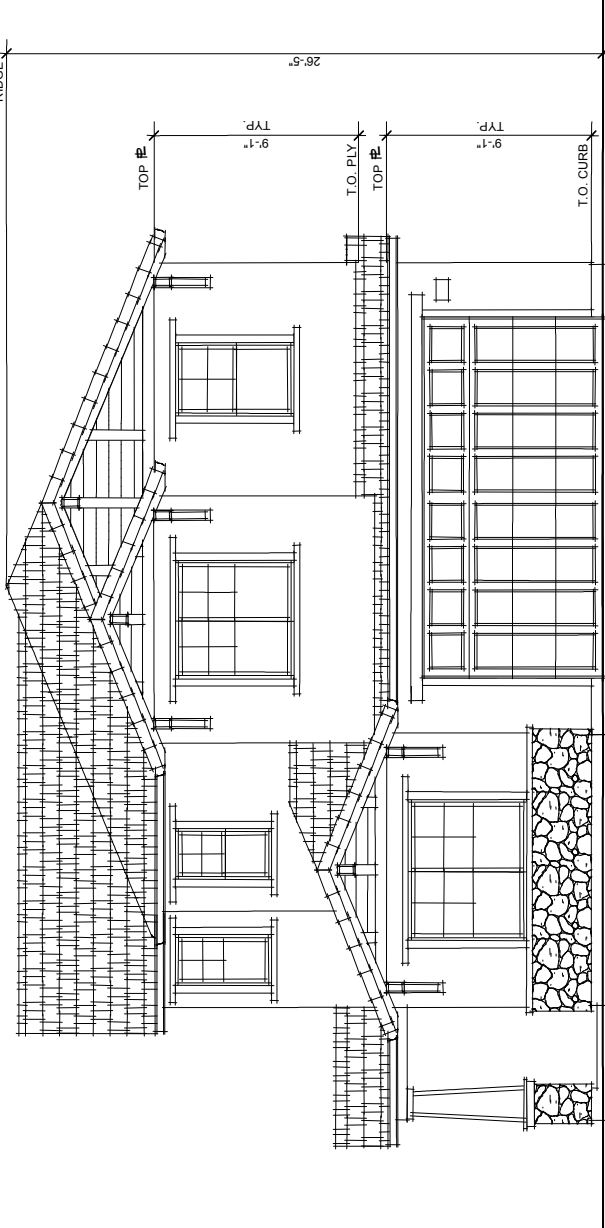 RIDGE
26'-5"
TOP PL
9'-1"
TYP.
T.O. PLY
TOP PL
9'-1"
TYP.
T.O. CURB